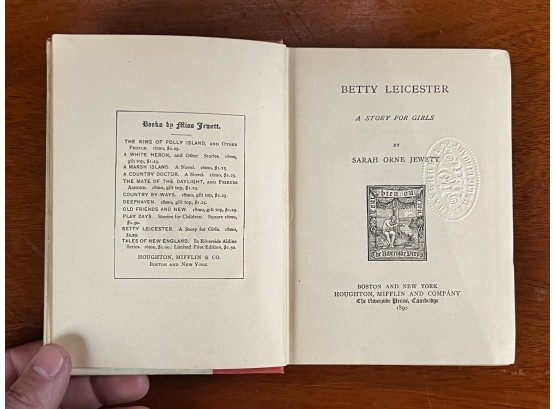 Books by Miss Jewett.
THE KING OF FOLLY ISLAND, AND OTHER
PEOPLE. 16mo, $1.25.
A WHITE HERON, and Other Stories. 18mo,
gilt top, $1.25.
A MARSH ISLAND. A Novel. 16mo, $1.25.
A COUNTRY DOCTOR. A Novel. 16mo, $1.25.
THE MATE OF THE DAYLIGHT, AND FRIENDS
ASHORE. 18mo, gilt top, $1.25.
COUNTRY BY-WAYS. 18mo, gilt top, $1.25.
DEEPHAVEN. 18mo, gilt top, $1.25.
OLD FRIENDS AND NEW. 18mo, gilt top, $1.25.
PLAY DAYS. Stories for Children. Square 16mo,
$1.50.
BETTY LEICESTER. A Story for Girls. 18mo,
$1.25.
TALES OF NEW ENGLAND. In Riverside Aldine
Series. 16mo, $1.00; Limited First Edition, $1.50.
HOUGHTON, MIFFLIN & CO.
BOSTON AND NEW YORK.
BETTY LEICESTER
A STORY FOR GIRLS
BY
SARAH ORNE JEWETT
Tout bien ou rien
The Riverside Press
BOSTON AND NEW YORK
HOUGHTON, MIFFLIN AND COMPANY
The Riverside Press, Cambridge
1890